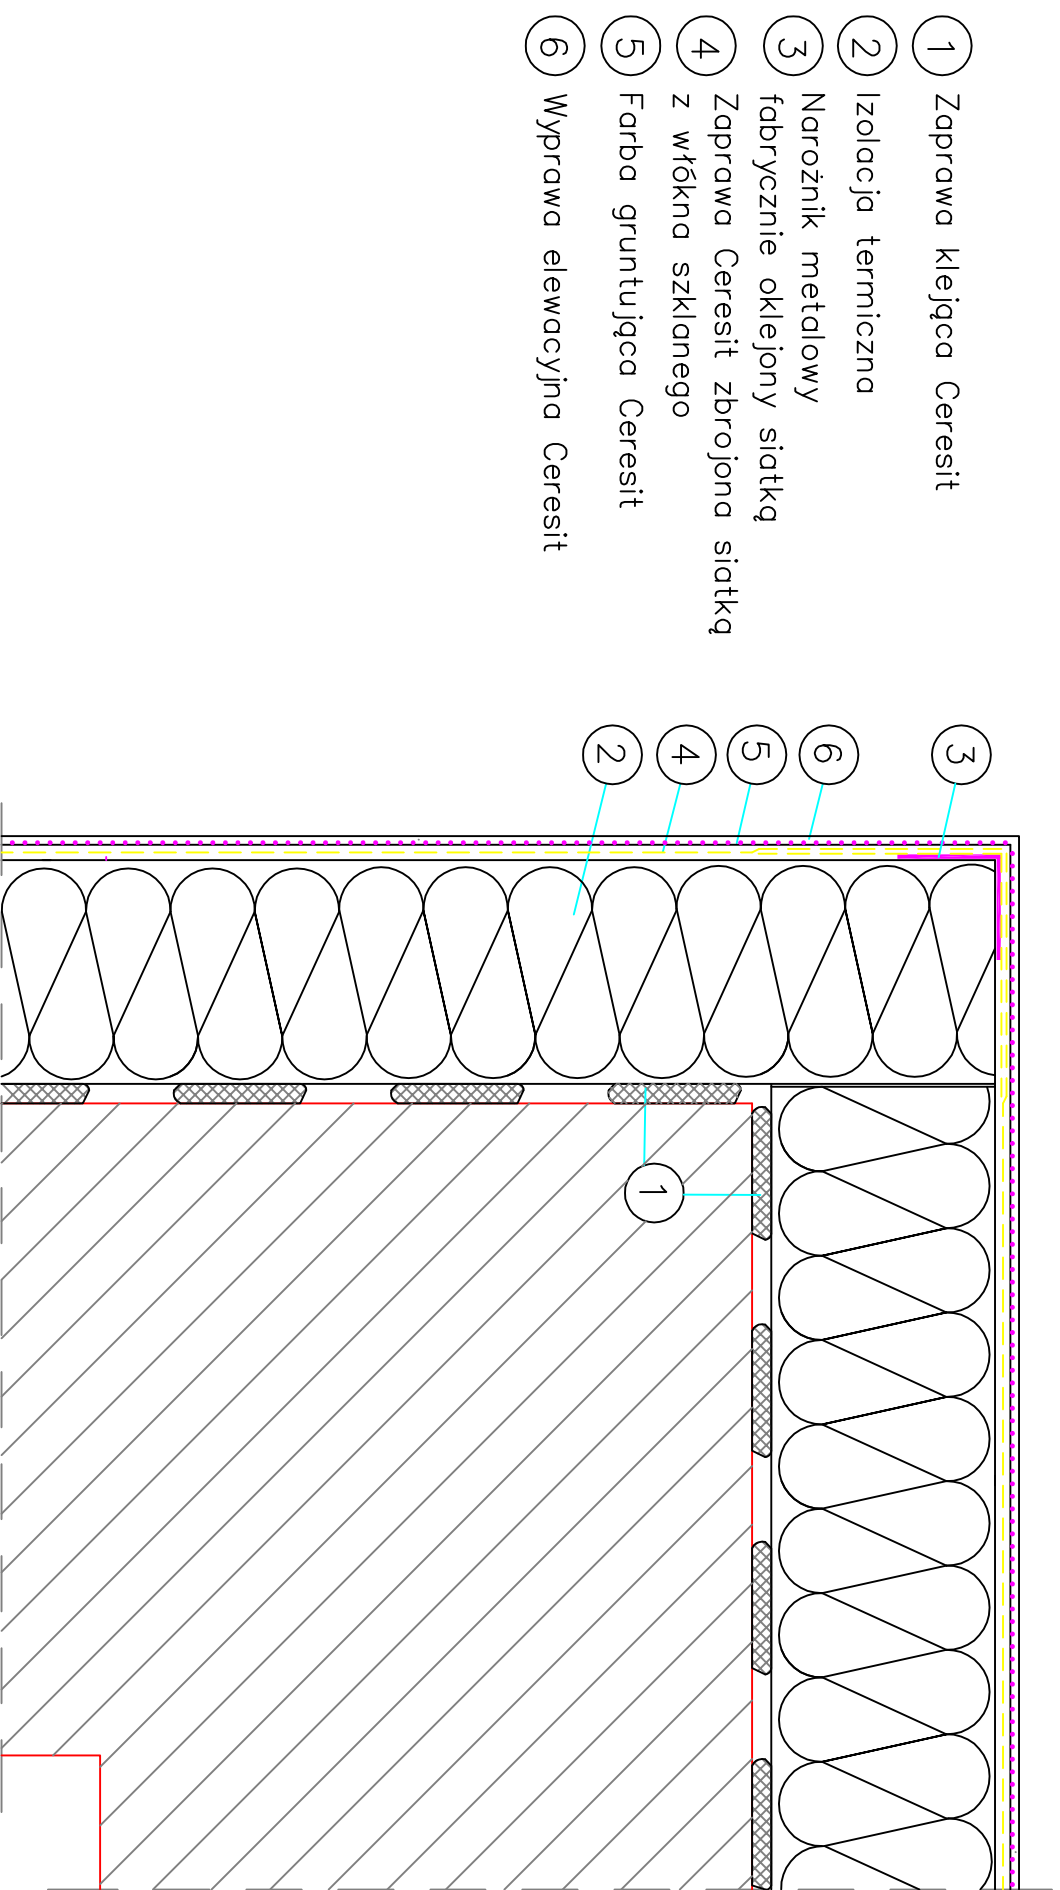 1 Zaprawa klejąca Ceresit
2 Izolacja termiczna
3 Narożnik metalowy
fabrycznie oklejony siatką
4 Zaprawa Ceresit zbrojona siatką
z włókna szklanego
5 Farba gruntująca Ceresit
6 Wyprawa elewacyjna Ceresit
3
6
5
4
2
1